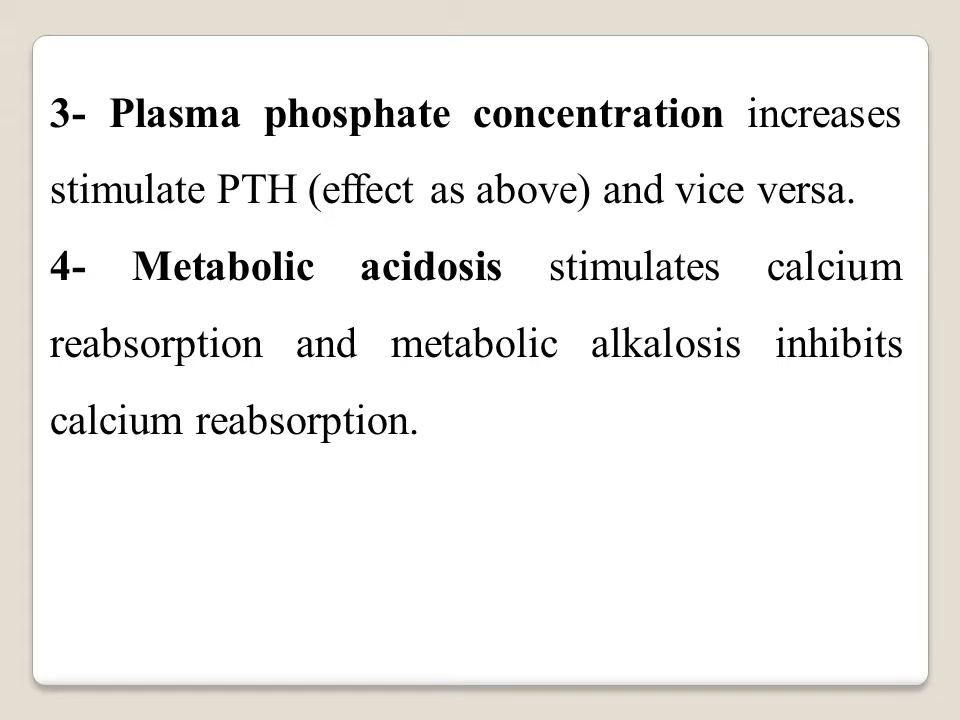 3- Plasma phosphate concentration increases
stimulate PTH (effect as above) and vice versa.
4- Metabolic acidosis stimulates calcium
reabsorption and metabolic alkalosis inhibits
calcium reabsorption.